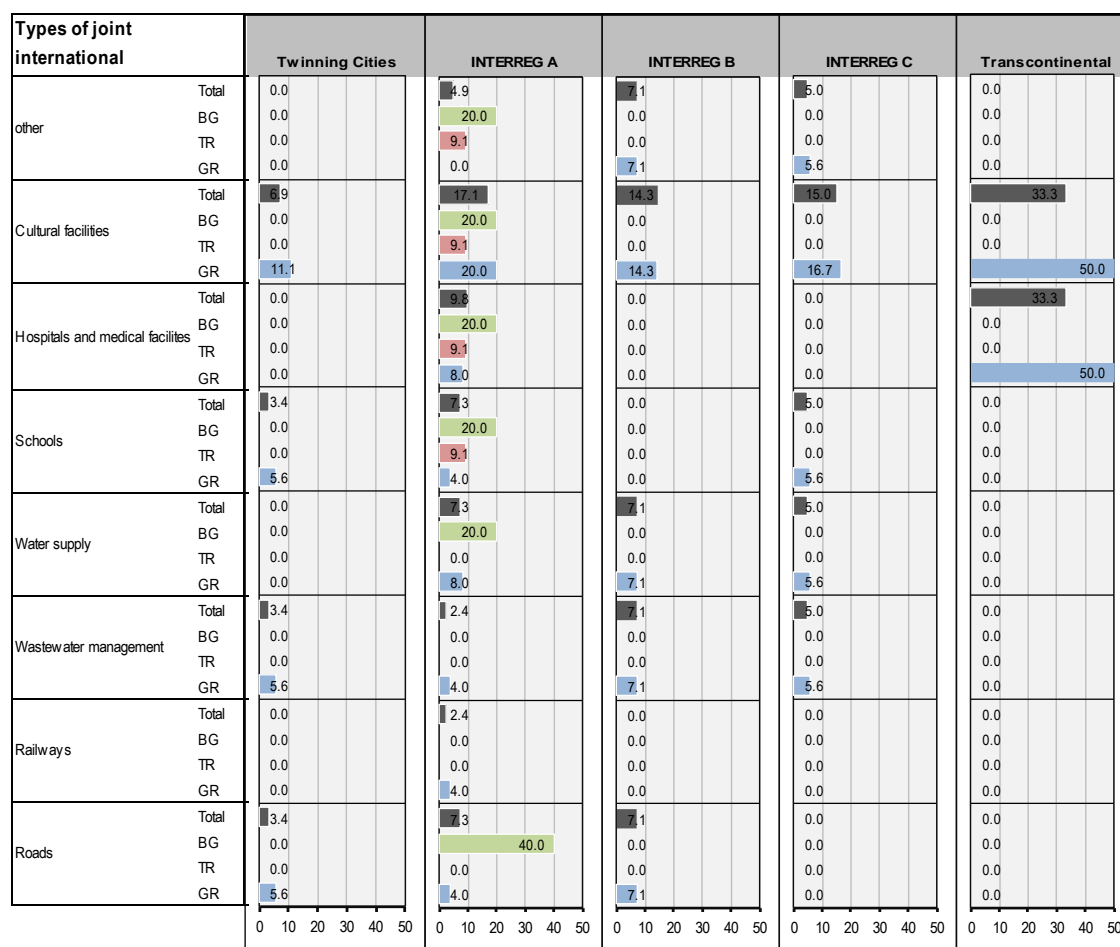 Types of joint
international
Twinning Cities INTERREG A INTERREG B INTERREG C Transcontinental
Total 0.0 4.9 7.1 5.0 0.0
other
BG 0.0 20.0 0.0 0.0 0.0
TR 0.0 9.1 0.0 0.0 0.0
GR 0.0 0.0 7.1 5.6 0.0
Total 6.9 17.1 14.3 15.0 33.3
Cultural facilities
BG 0.0 20.0 0.0 0.0 0.0
TR 0.0 9.1 0.0 0.0 0.0
GR 11.1 20.0 14.3 16.7 50.0
Total 0.0 9.8 0.0 0.0 33.3
Hospitals and medical facilites
BG 0.0 20.0 0.0 0.0 0.0
TR 0.0 9.1 0.0 0.0 0.0
GR 0.0 8.0 0.0 0.0 50.0
Total 3.4 7.3 0.0 5.0 0.0
Schools
BG 0.0 20.0 0.0 0.0 0.0
TR 0.0 9.1 0.0 0.0 0.0
GR 5.6 4.0 0.0 5.6 0.0
Total 0.0 7.3 7.1 5.0 0.0
Water supply
BG 0.0 20.0 0.0 0.0 0.0
TR 0.0 0.0 0.0 0.0 0.0
GR 0.0 8.0 7.1 5.6 0.0
Total 3.4 2.4 7.1 5.0 0.0
Wastewater management
BG 0.0 0.0 0.0 0.0 0.0
TR 0.0 0.0 0.0 0.0 0.0
GR 5.6 4.0 7.1 5.6 0.0
Total 0.0 2.4 0.0 0.0 0.0
Railways
BG 0.0 0.0 0.0 0.0 0.0
TR 0.0 0.0 0.0 0.0 0.0
GR 0.0 4.0 0.0 0.0 0.0
Total 3.4 7.3 7.1 0.0 0.0
Roads
BG 0.0 40.0 0.0 0.0 0.0
TR 0.0 0.0 0.0 0.0 0.0
GR 5.6 4.0 7.1 0.0 0.0
0 10 20 30 40 50 0 10 20 30 40 50 0 10 20 30 40 50 0 10 20 30 40 50 0 10 20 30 40 50